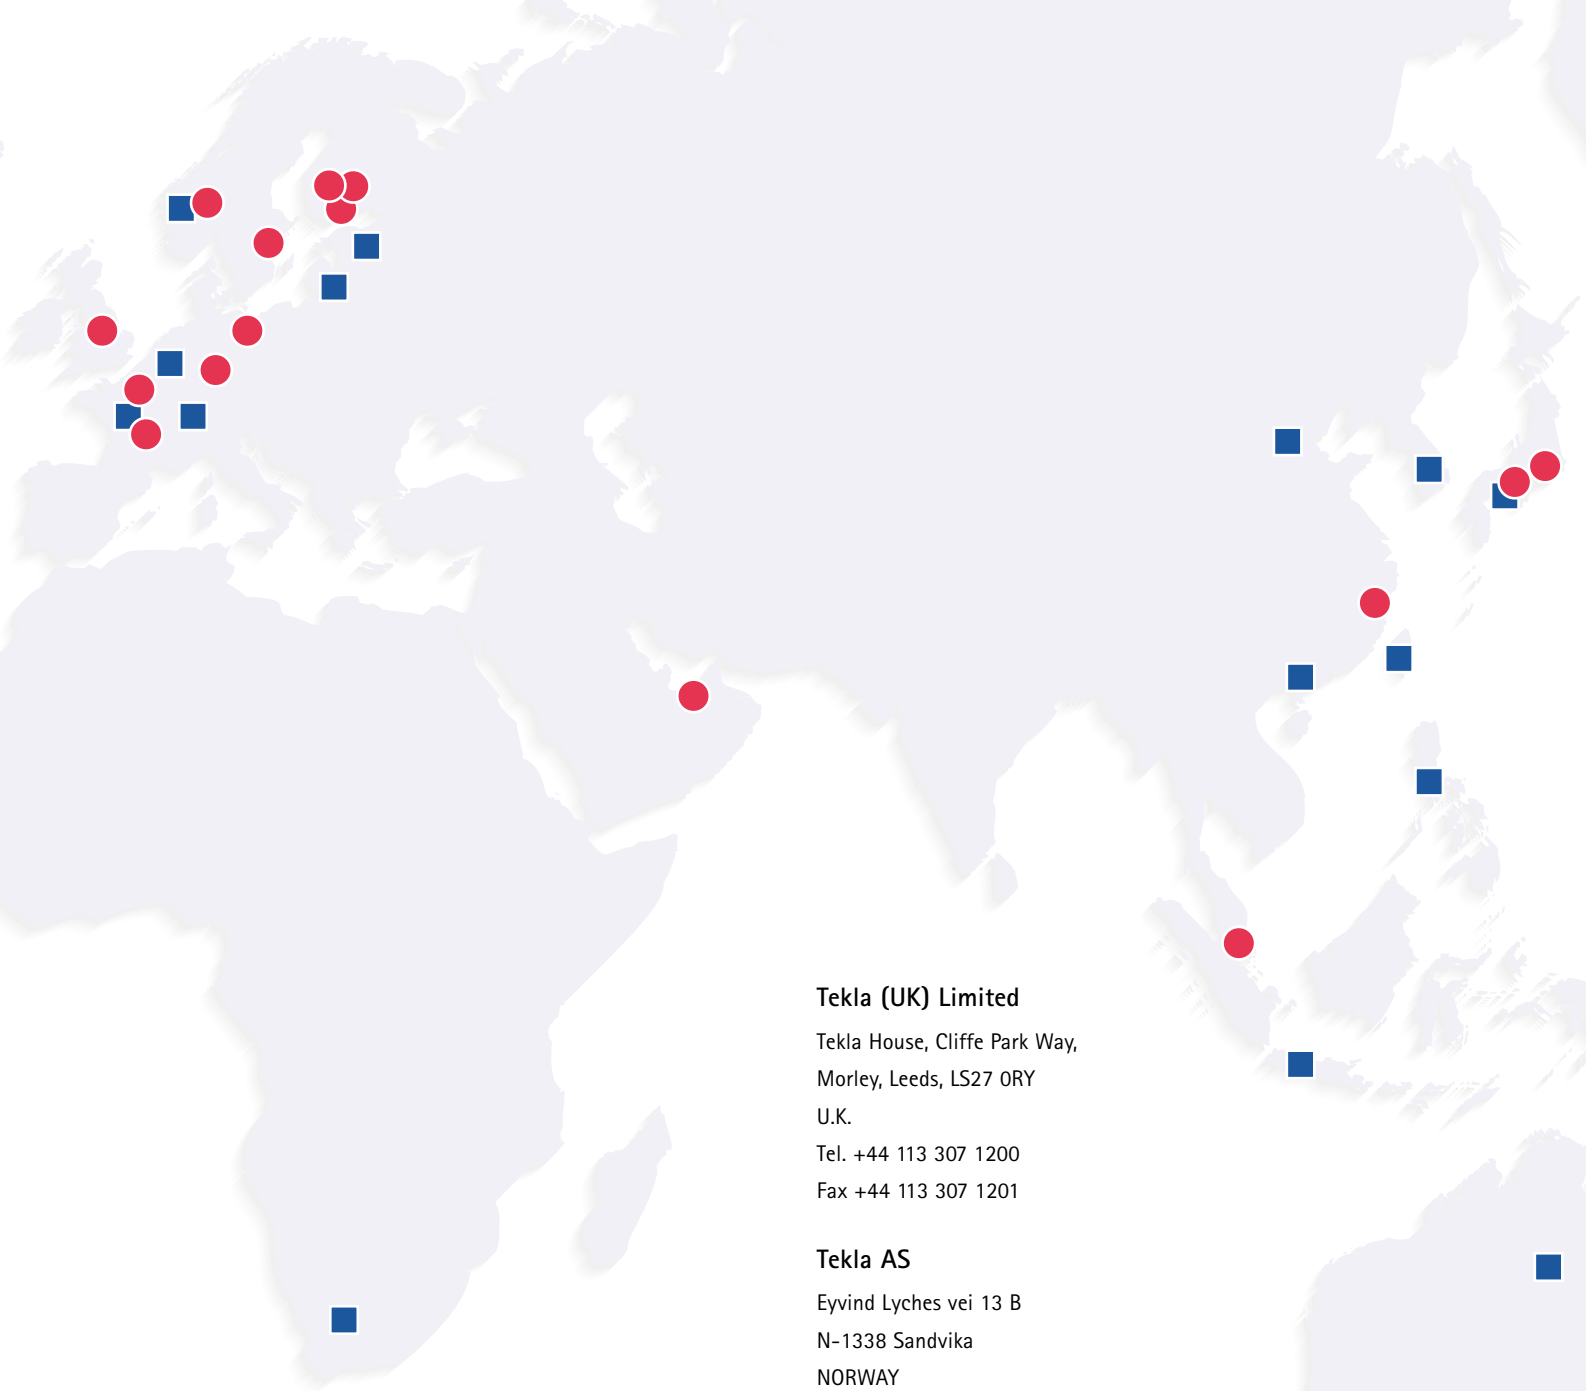 Tekla (UK) Limited
Tekla House, Cliffe Park Way,
Morley, Leeds, LS27 0RY
U.K.
Tel. +44 113 307 1200
Fax +44 113 307 1201
Tekla AS
Eyvind Lyches vei 13 B
N-1338 Sandvika
NORWAY